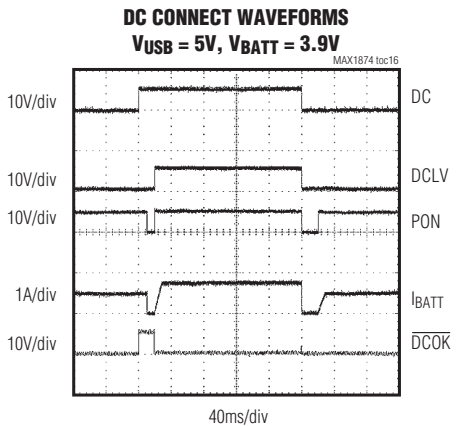 DC CONNECT WAVEFORMS
VUSB = 5V, VBATT = 3.9V
MAX1874 toc16
10V/div
DC
10V/div
DCLV
10V/div
PON
1A/div
IBATT
10V/div
DCOK
40ms/div